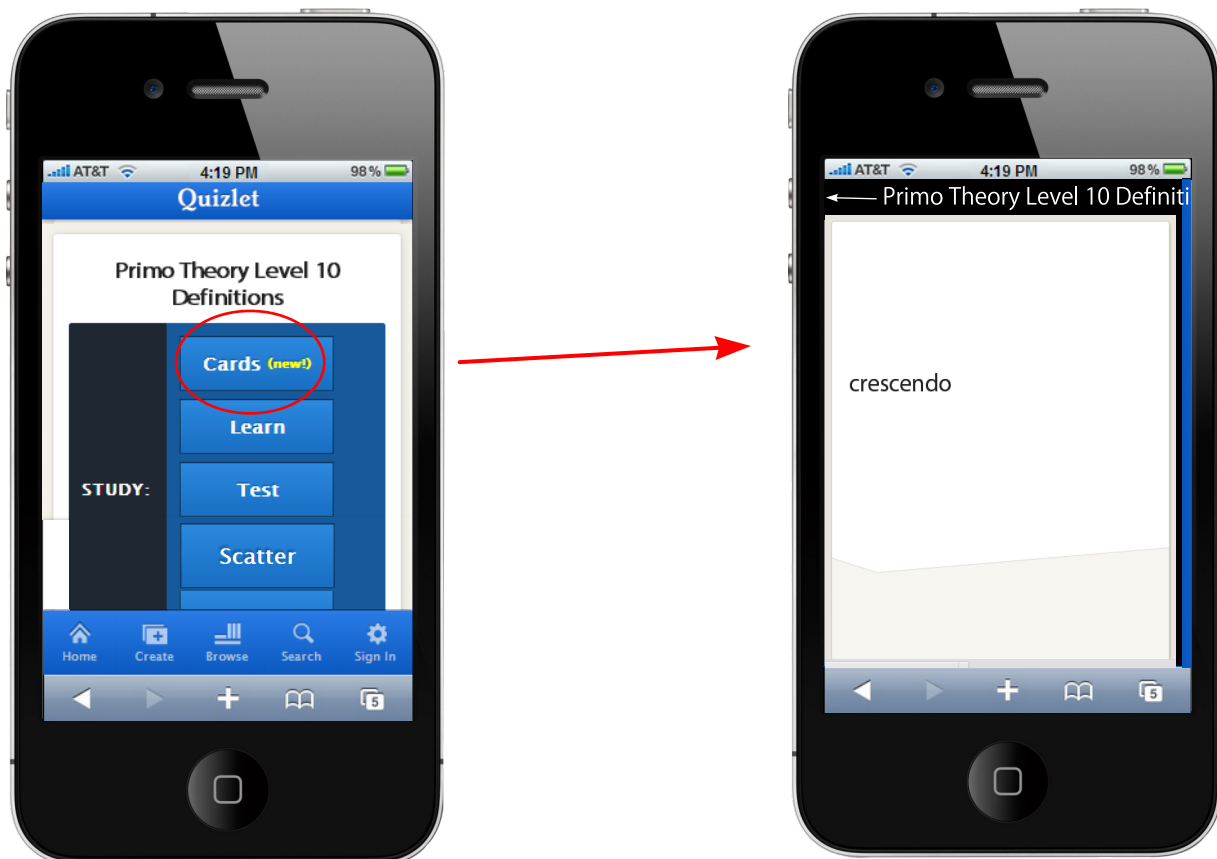 AT&T 4:19 PM 98%
Quizlet
Primo Theory Level 10
Definitions
STUDY:
Cards (new!)
Learn
Test
Scatter
Home Create Browse Search Sign In
5
AT&T 4:19 PM 98%
Primo Theory Level 10 Definiti
crescendo
5